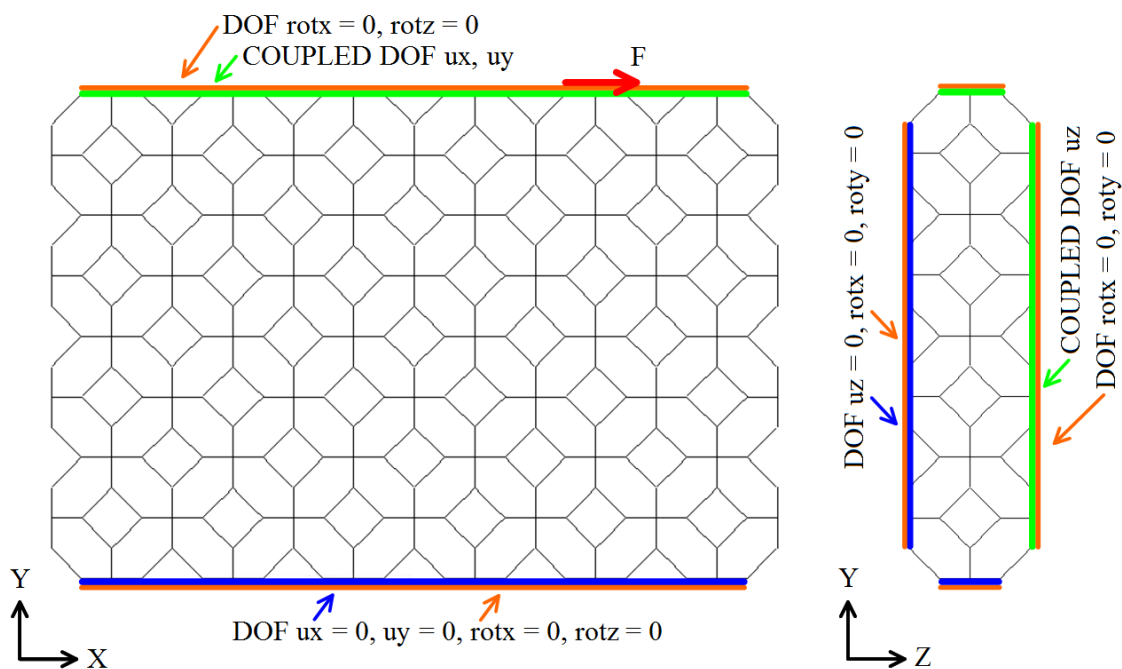 DOF rotx = 0, rotz = 0
COUPLED DOF ux, uy
F
DOF uz = 0, rotx = 0, roty = 0
COUPLED DOF uz
DOF rotx = 0, roty = 0
Y
X
DOF ux = 0, uy = 0, rotx = 0, rotz = 0
Y
Z